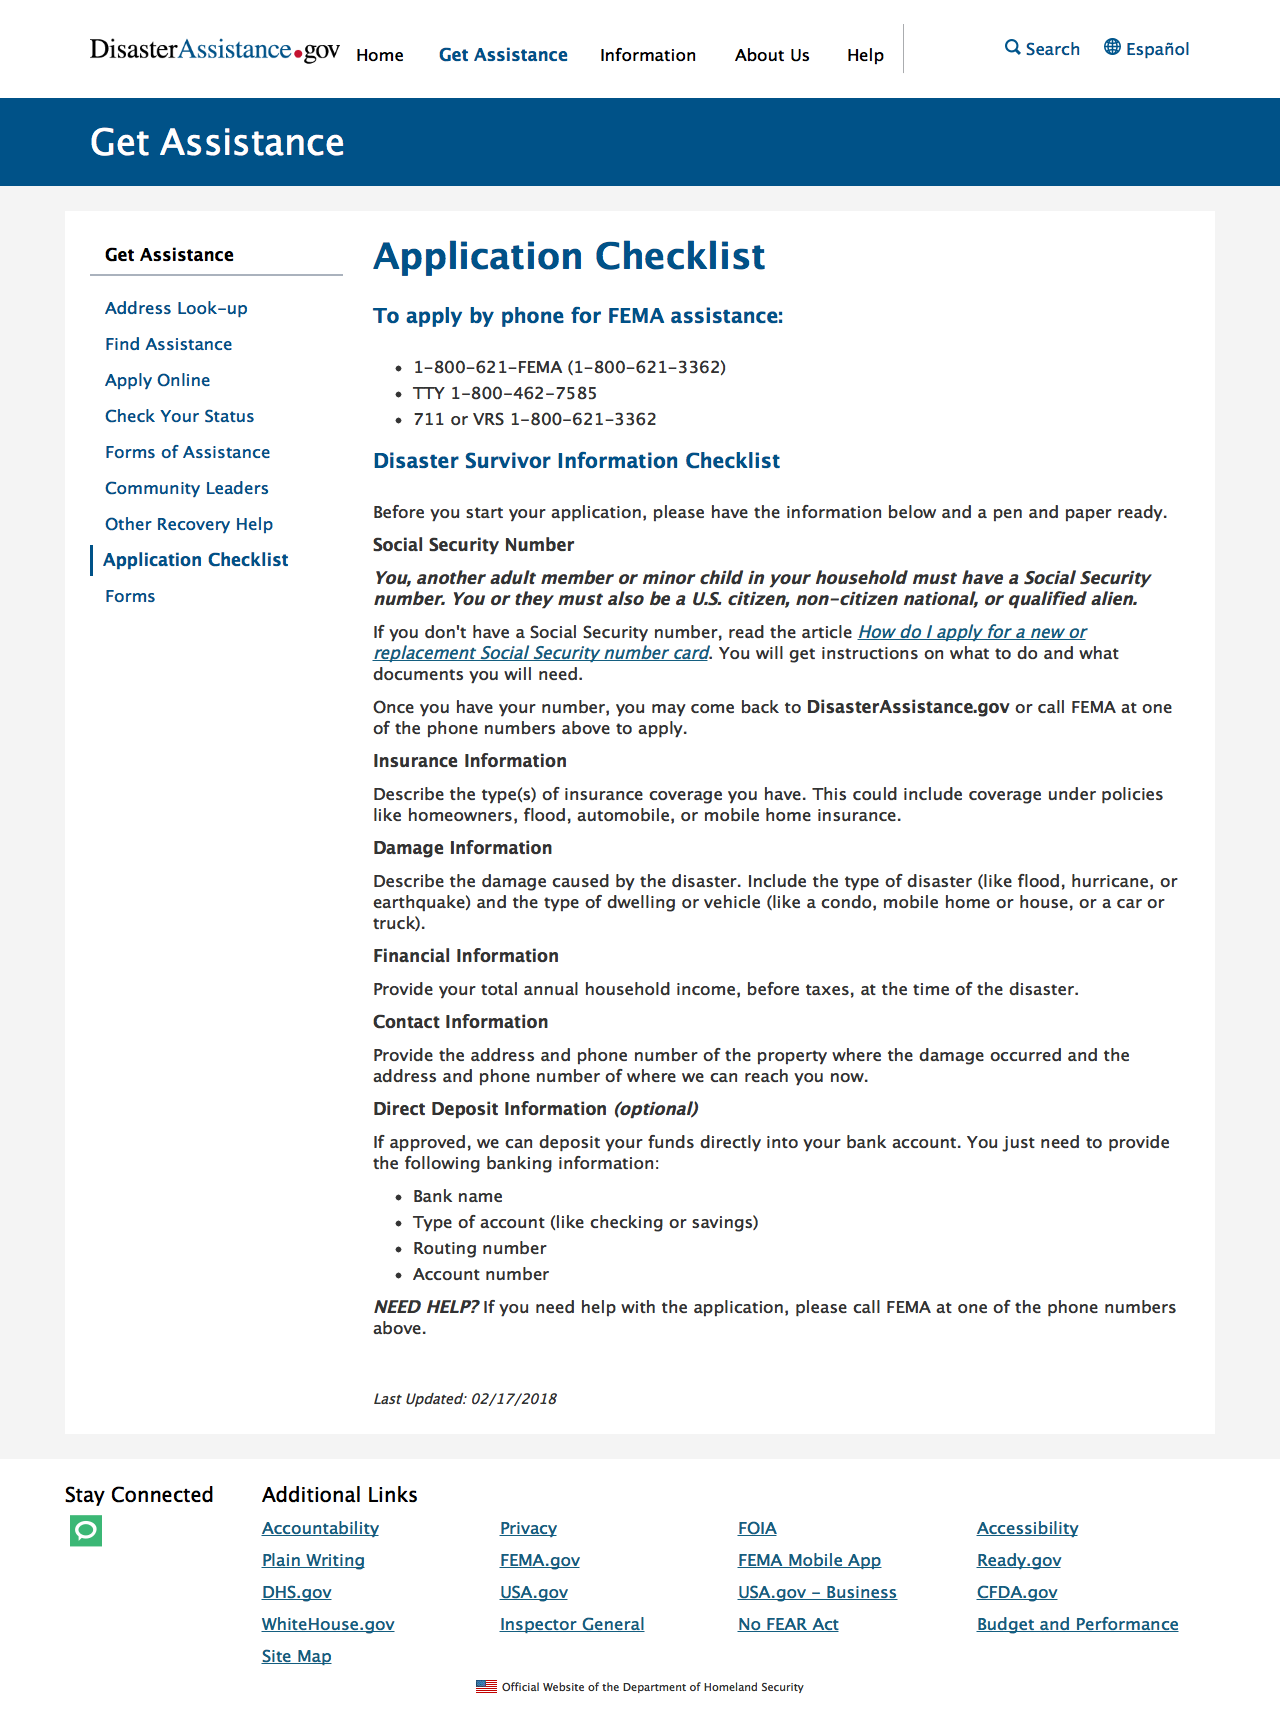 DisasterAssistance.gov
Home
Get Assistance
Information
About Us
Help
Search
Español
Get Assistance
Get Assistance
Address Look-up
Find Assistance
Apply Online
Check Your Status
Forms of Assistance
Community Leaders
Other Recovery Help
Application Checklist
Forms
Application Checklist
To apply by phone for FEMA assistance:
• 1-800-621-FEMA (1-800-621-3362)
• TTY 1-800-462-7585
• 711 or VRS 1-800-621-3362
Disaster Survivor Information Checklist
Before you start your application, please have the information below and a pen and paper ready.
Social Security Number
You, another adult member or minor child in your household must have a Social Security
number. You or they must also be a U.S. citizen, non-citizen national, or qualified alien.
If you don't have a Social Security number, read the article How do I apply for a new or
replacement Social Security number card. You will get instructions on what to do and what
documents you will need.
Once you have your number, you may come back to DisasterAssistance.gov or call FEMA at one
of the phone numbers above to apply.
Insurance Information
Describe the type(s) of insurance coverage you have. This could include coverage under policies
like homeowners, flood, automobile, or mobile home insurance.
Damage Information
Describe the damage caused by the disaster. Include the type of disaster (like flood, hurricane, or
earthquake) and the type of dwelling or vehicle (like a condo, mobile home or house, or a car or
truck).
Financial Information
Provide your total annual household income, before taxes, at the time of the disaster.
Contact Information
Provide the address and phone number of the property where the damage occurred and the
address and phone number of where we can reach you now.
Direct Deposit Information (optional)
If approved, we can deposit your funds directly into your bank account. You just need to provide
the following banking information:
• Bank name
• Type of account (like checking or savings)
• Routing number
• Account number
NEED HELP? If you need help with the application, please call FEMA at one of the phone numbers
above.
Last Updated: 02/17/2018
Stay Connected
Additional Links
Accountability
Privacy
FOIA
Accessibility
Plain Writing
FEMA.gov
FEMA Mobile App
Ready.gov
DHS.gov
USA.gov
USA.gov - Business
CFDA.gov
WhiteHouse.gov
Inspector General
No FEAR Act
Budget and Performance
Site Map
Official Website of the Department of Homeland Security